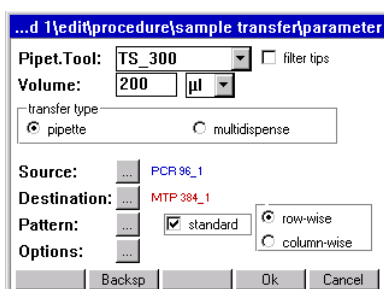 ...d 1\edit\procedure\sample transfer\parameter
Pipet.Tool: TS_300 filter tips
Volume: 200 µl
transfer type
pipette multidispense
Source: ... PCR 96_1
Destination: ... MTP 384_1
Pattern: ... standard row-wise
Options: ... column-wise
Backsp Ok Cancel